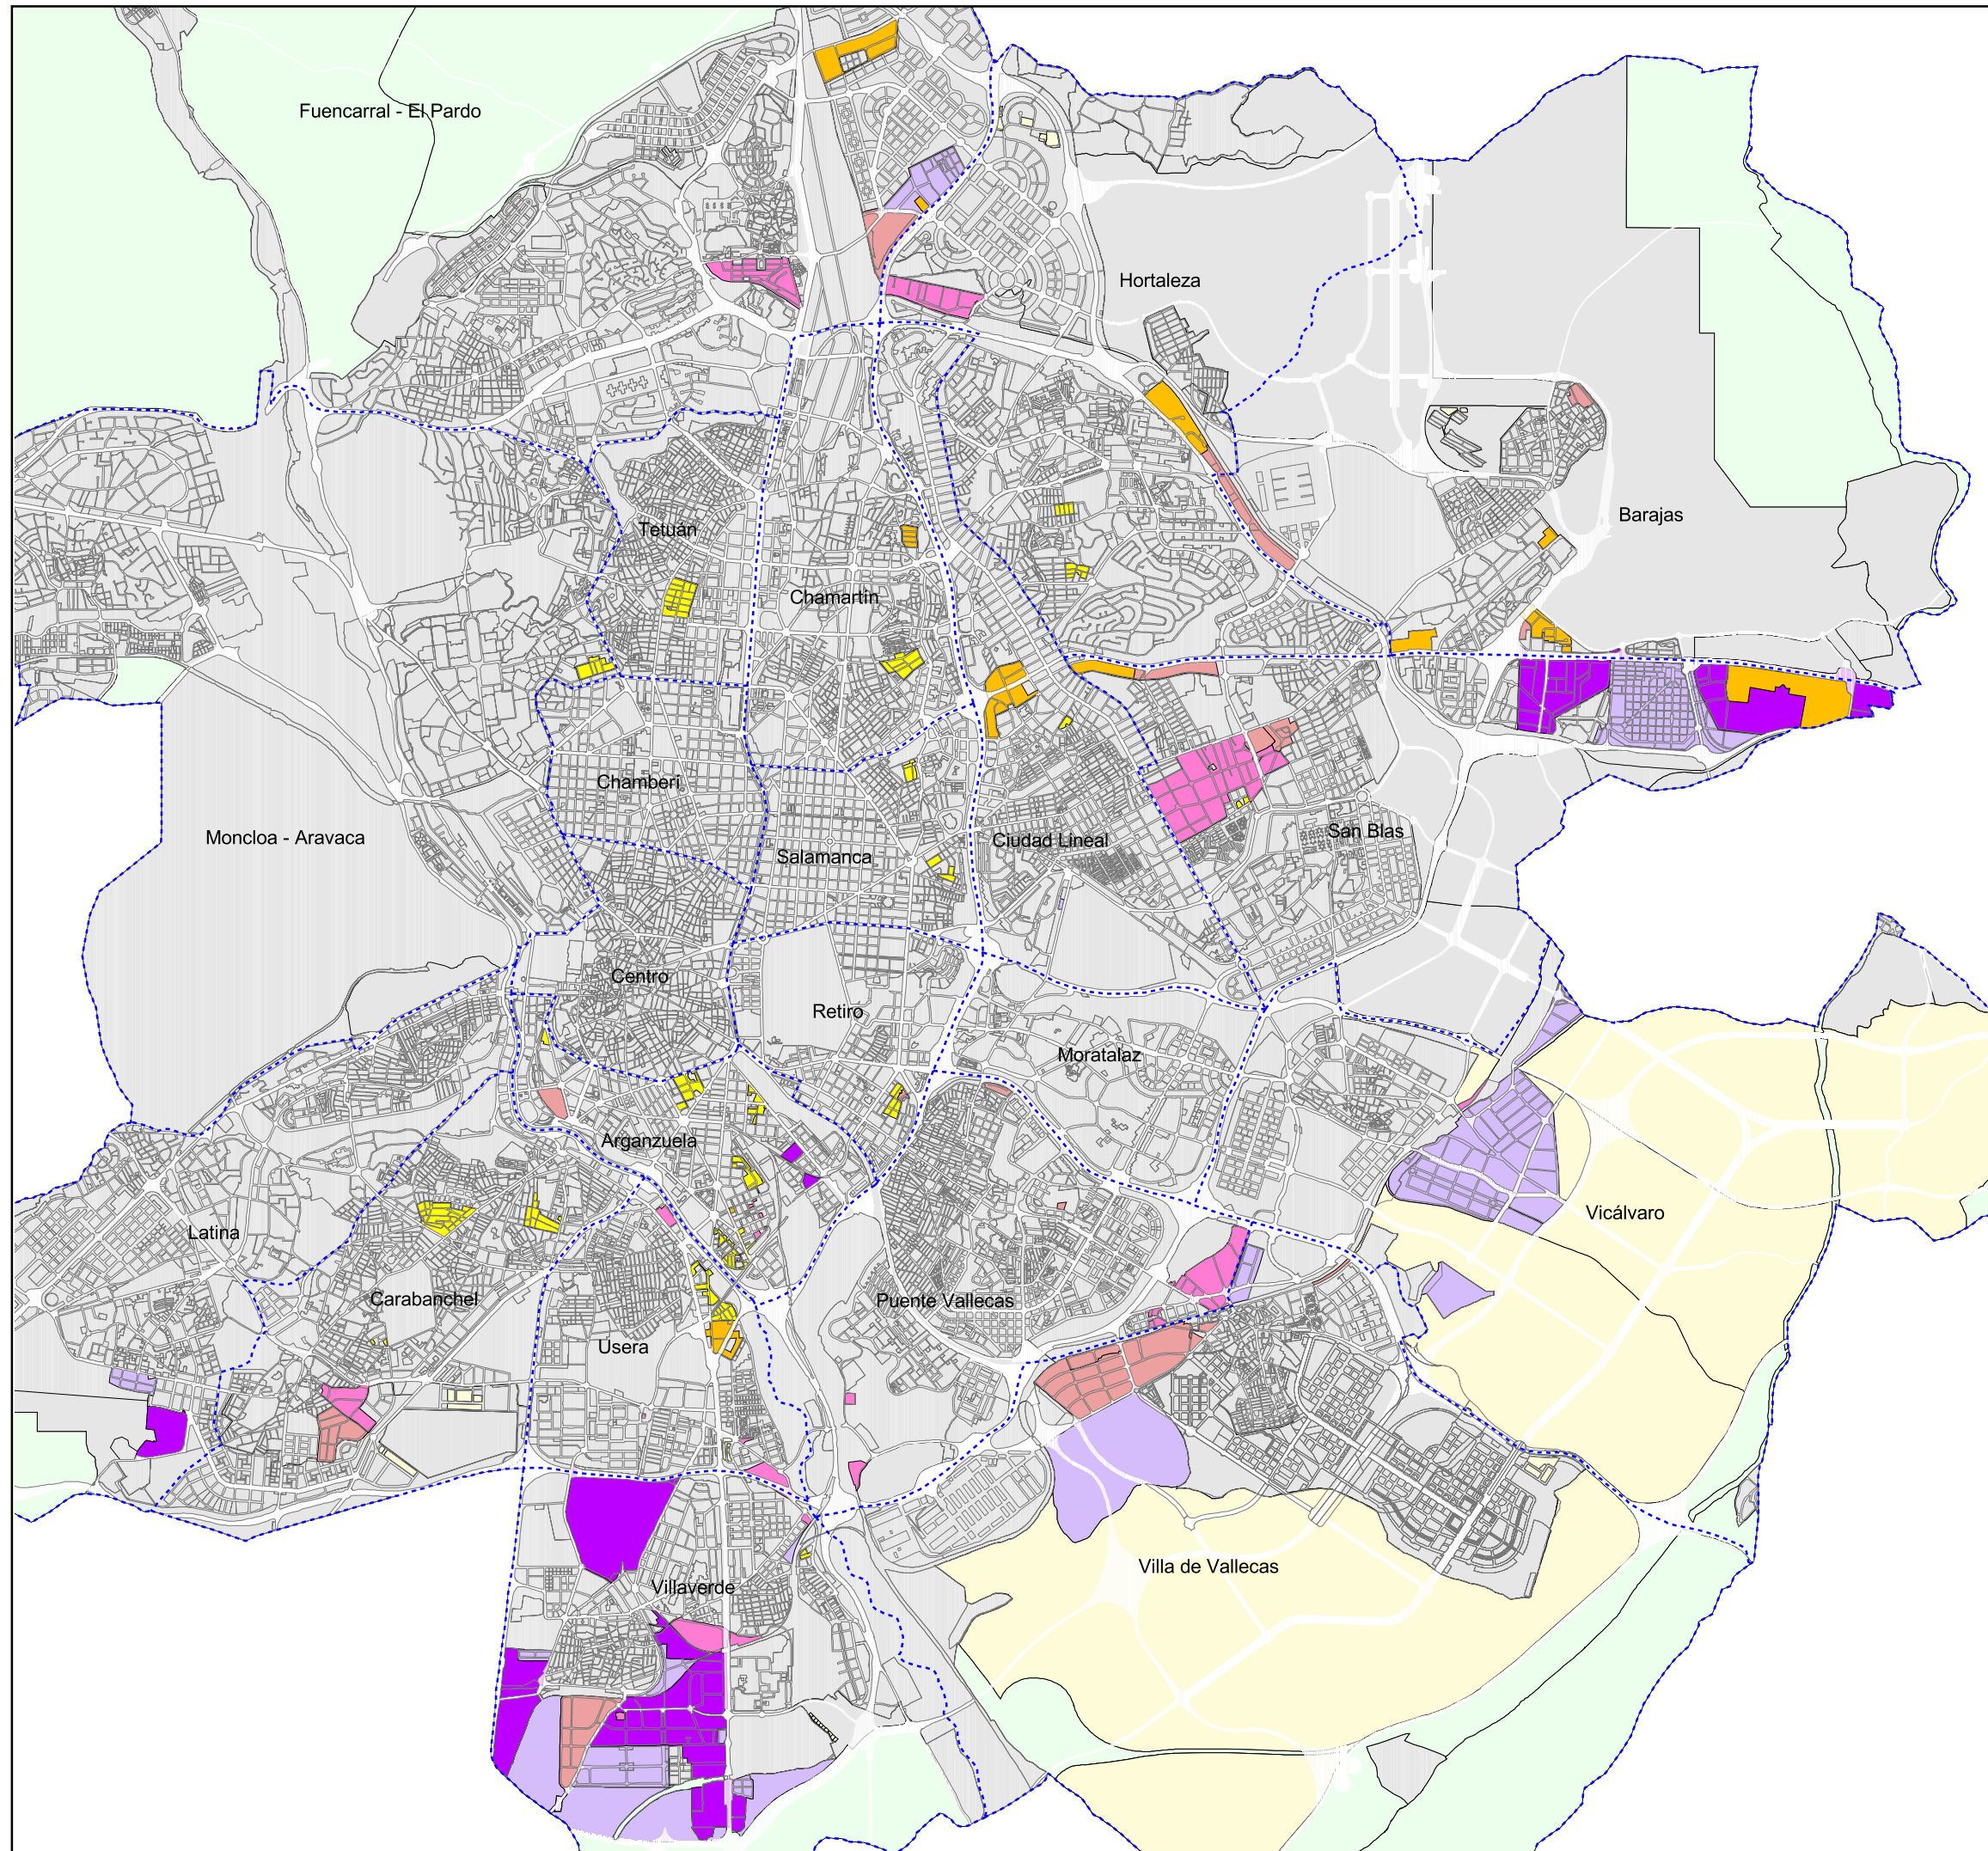 Fuencarral - El Pardo
Hortaleza
Barajas
Tetuán
Chamartín
Chamberí
Moncloa - Aravaca
Salamanca
Ciudad Lineal
San Blas
Centro
Retiro
Moratalaz
Arganzuela
Latina
Vicálvaro
Carabanchel
Puente Vallecas
Usera
Villa de Vallecas
Villaverde